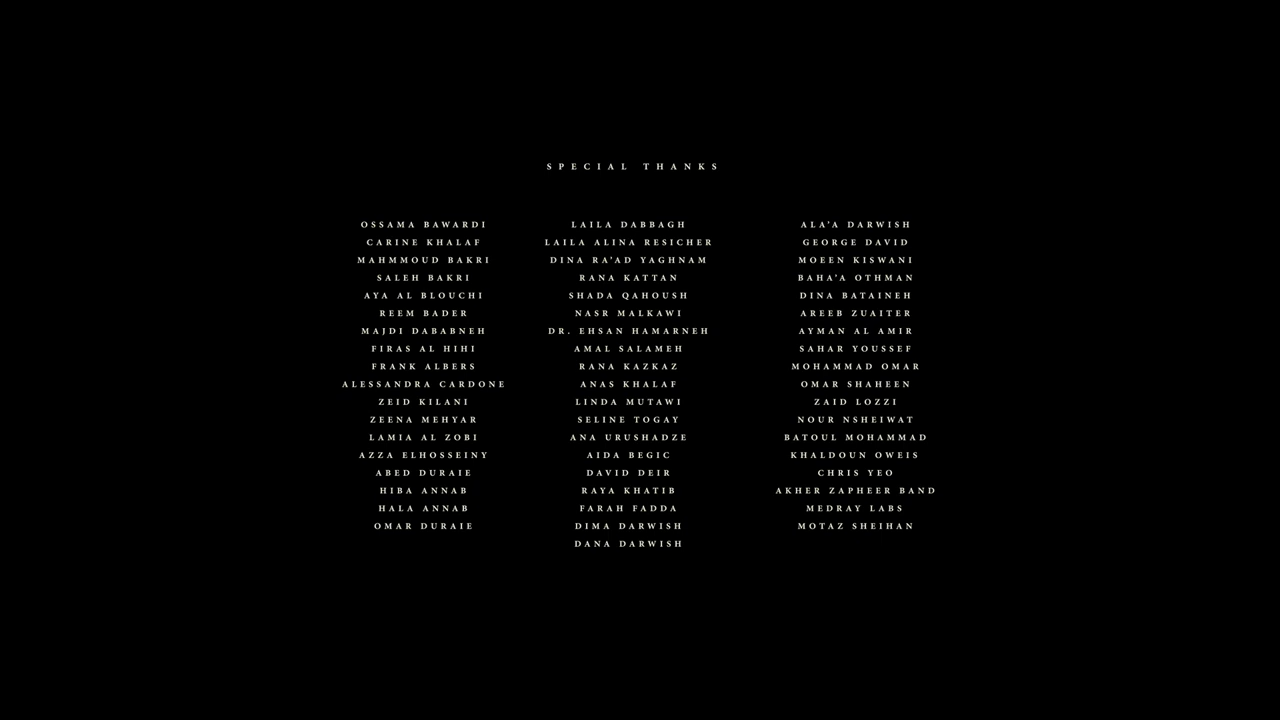 SPECIAL THANKS
OSSAMA BAWARDI
CARINE KHALAF
MAHMMOUD BAKRI
SALEH BAKRI
AYA AL BLOUCHI
REEM BADER
MAJDI DABABNEH
FIRAS AL HIHI
FRANK ALBERS
ALESSANDRA CARDONE
ZEID KILANI
ZEENA MEHYAR
LAMIA AL ZOBI
AZZA ELHOSSEINY
ABED DURAIE
HIBA ANNAB
HALA ANNAB
OMAR DURAIE
LAILA DABBAGH
LAILA ALINA RESICHER
DINA RA'AD YAGHNAM
RANA KATTAN
SHADA QAHOUSH
NASR MALKAWI
DR. EHSAN HAMARNEH
AMAL SALAMEH
RANA KAZKAZ
ANAS KHALAF
LINDA MUTAWI
SELINE TOGAY
ANA URUSHADZE
AIDA BEGIC
DAVID DEIR
RAYA KHATIB
FARAH FADDA
DIMA DARWISH
DANA DARWISH
ALA'A DARWISH
GEORGE DAVID
MOEEN KISWANI
BAHA'A OTHMAN
DINA BATAINEH
AREEB ZUAITER
AYMAN AL AMIR
SAHAR YOUSSEF
MOHAMMAD OMAR
OMAR SHAHEEN
ZAID LOZZI
NOUR NSHEIWAT
BATOUL MOHAMMAD
KHALDOUN OWEIS
CHRIS YEO
AKHER ZAPHEER BAND
MEDRAY LABS
MOTAZ SHEIHAN